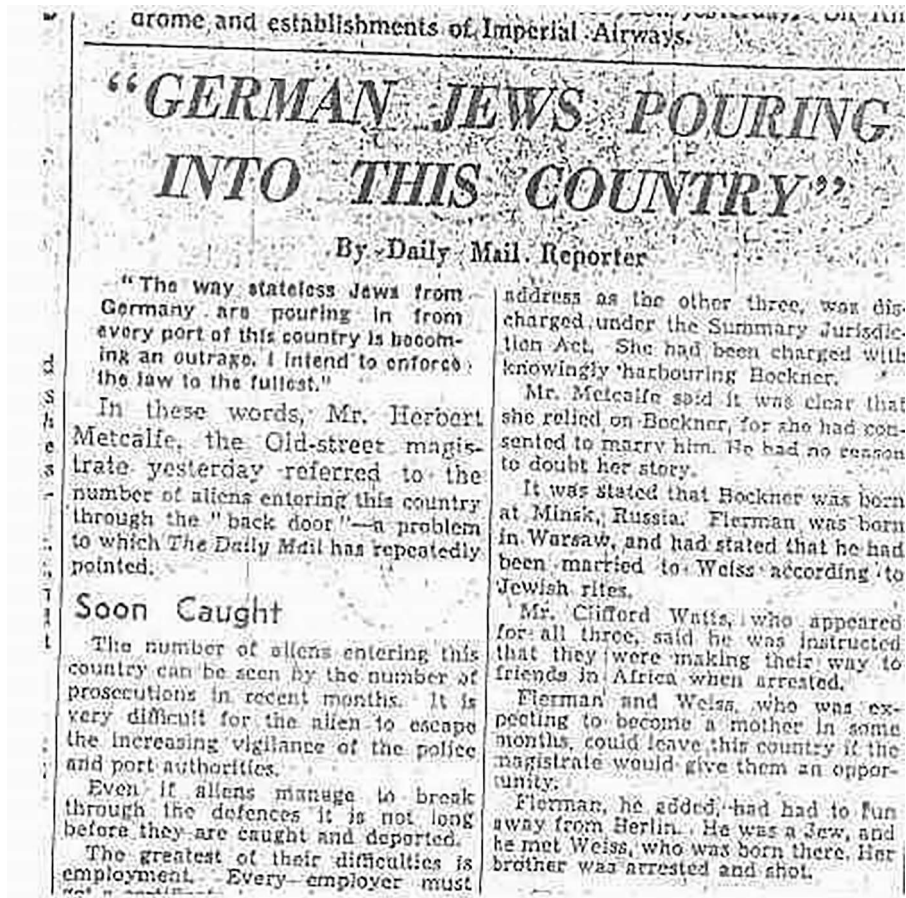 drome and establishments of Imperial Airways.
"GERMAN JEWS POURING
INTO THIS COUNTRY"
By Daily Mail Reporter
"The way stateless Jews from
Germany are pouring in from
every port of this country is becom-
ing an outrage. I intend to enforce
the law to the fullest."
In these words, Mr. Herbert
Metcalfe, the Old-street magis-
trate yesterday referred to the
number of aliens entering this country
through the "back door"—a problem
to which The Daily Mail has repeatedly
pointed.
Soon Caught
The number of aliens entering this
country can be seen by the number of
prosecutions in recent months. It is
very difficult for the alien to escape
the increasing vigilance of the police
and port authorities.
Even if aliens manage to break
through the defences it is not long
before they are caught and deported.
The greatest of their difficulties is
employment. Every employer must
address as the other three, was dis-
charged under the Summary Jurisdic-
tion Act. She had been charged with
knowingly harbouring Bockner.
Mr. Metcalfe said it was clear that
she relied on Bockner, for she had con-
sented to marry him. He had no reason
to doubt her story.
It was stated that Bockner was born
at Minsk, Russia. Fierman was born
in Warsaw, and had stated that he had
been married to Weiss according to
Jewish rites.
Mr. Clifford Watts, who appeared
for all three, said he was instructed
that they were making their way to
friends in Africa when arrested.
Fierman and Weiss, who was ex-
pecting to become a mother in some
months, could leave this country if the
magistrate would give them an oppor-
tunity.
Fierman, he added, had had to run
away from Berlin. He was a Jew, and
he met Weiss, who was born there. Her
brother was arrested and shot.